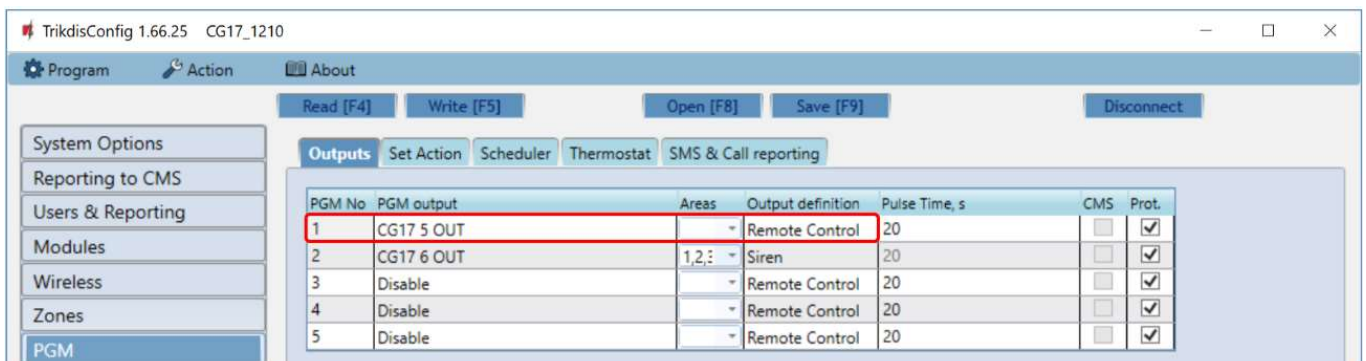 TrikdisConfig 1.66.25 CG17_1210
Program Action About
Read [F4] Write [F5] Open [F8] Save [F9] Disconnect
System Options
Reporting to CMS
Users & Reporting
Modules
Wireless
Zones
PGM
Outputs Set Action Scheduler Thermostat SMS & Call reporting
PGM No PGM output Areas Output definition Pulse Time, s CMS Prot.
1 CG17 5 OUT Remote Control 20
2 CG17 6 OUT 1,2, Siren 20
3 Disable Remote Control 20
4 Disable Remote Control 20
5 Disable Remote Control 20